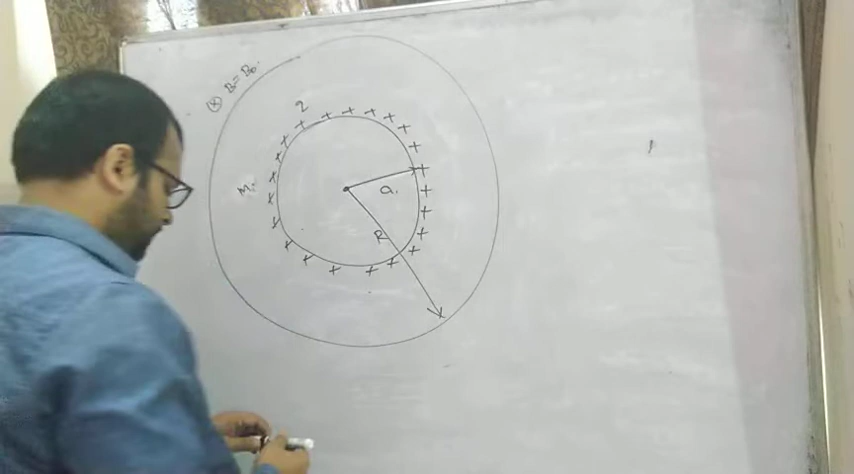 ⊗ B = B₀
2
+ + + + + + + + + + + + + + + + + + + + + + + + +
M,
a,
R